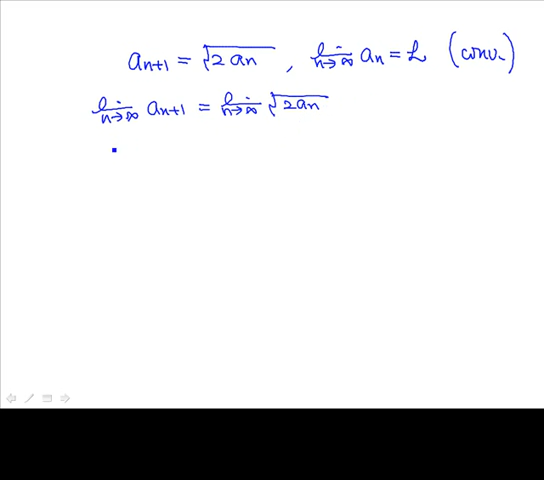 aₙ₊₁ = √(2aₙ) , lim n→∞ aₙ = L (conv.)
lim n→∞ aₙ₊₁ = lim n→∞ √(2aₙ)